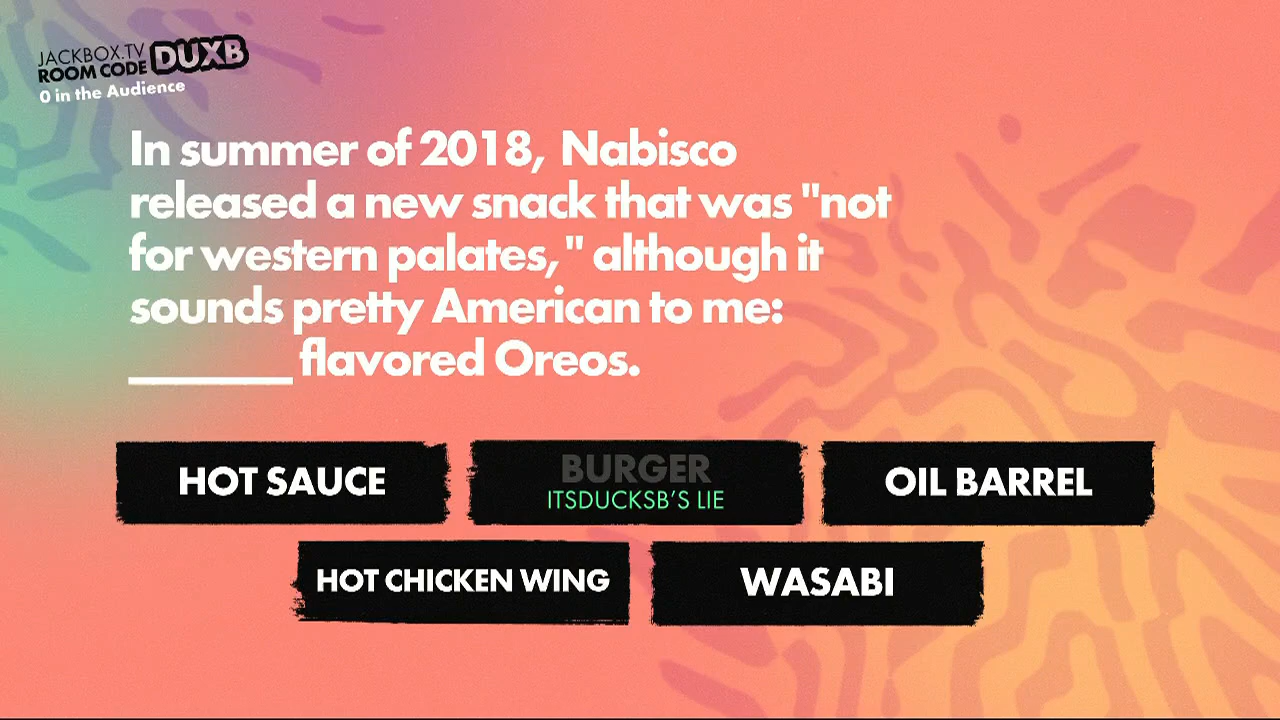 JACKBOX.TV
ROOM CODE DUXB
0 in the Audience
In summer of 2018, Nabisco
released a new snack that was "not
for western palates," although it
sounds pretty American to me:
_______ flavored Oreos.
HOT SAUCE
BURGER
ITSDUCKSB'S LIE
OIL BARREL
HOT CHICKEN WING
WASABI